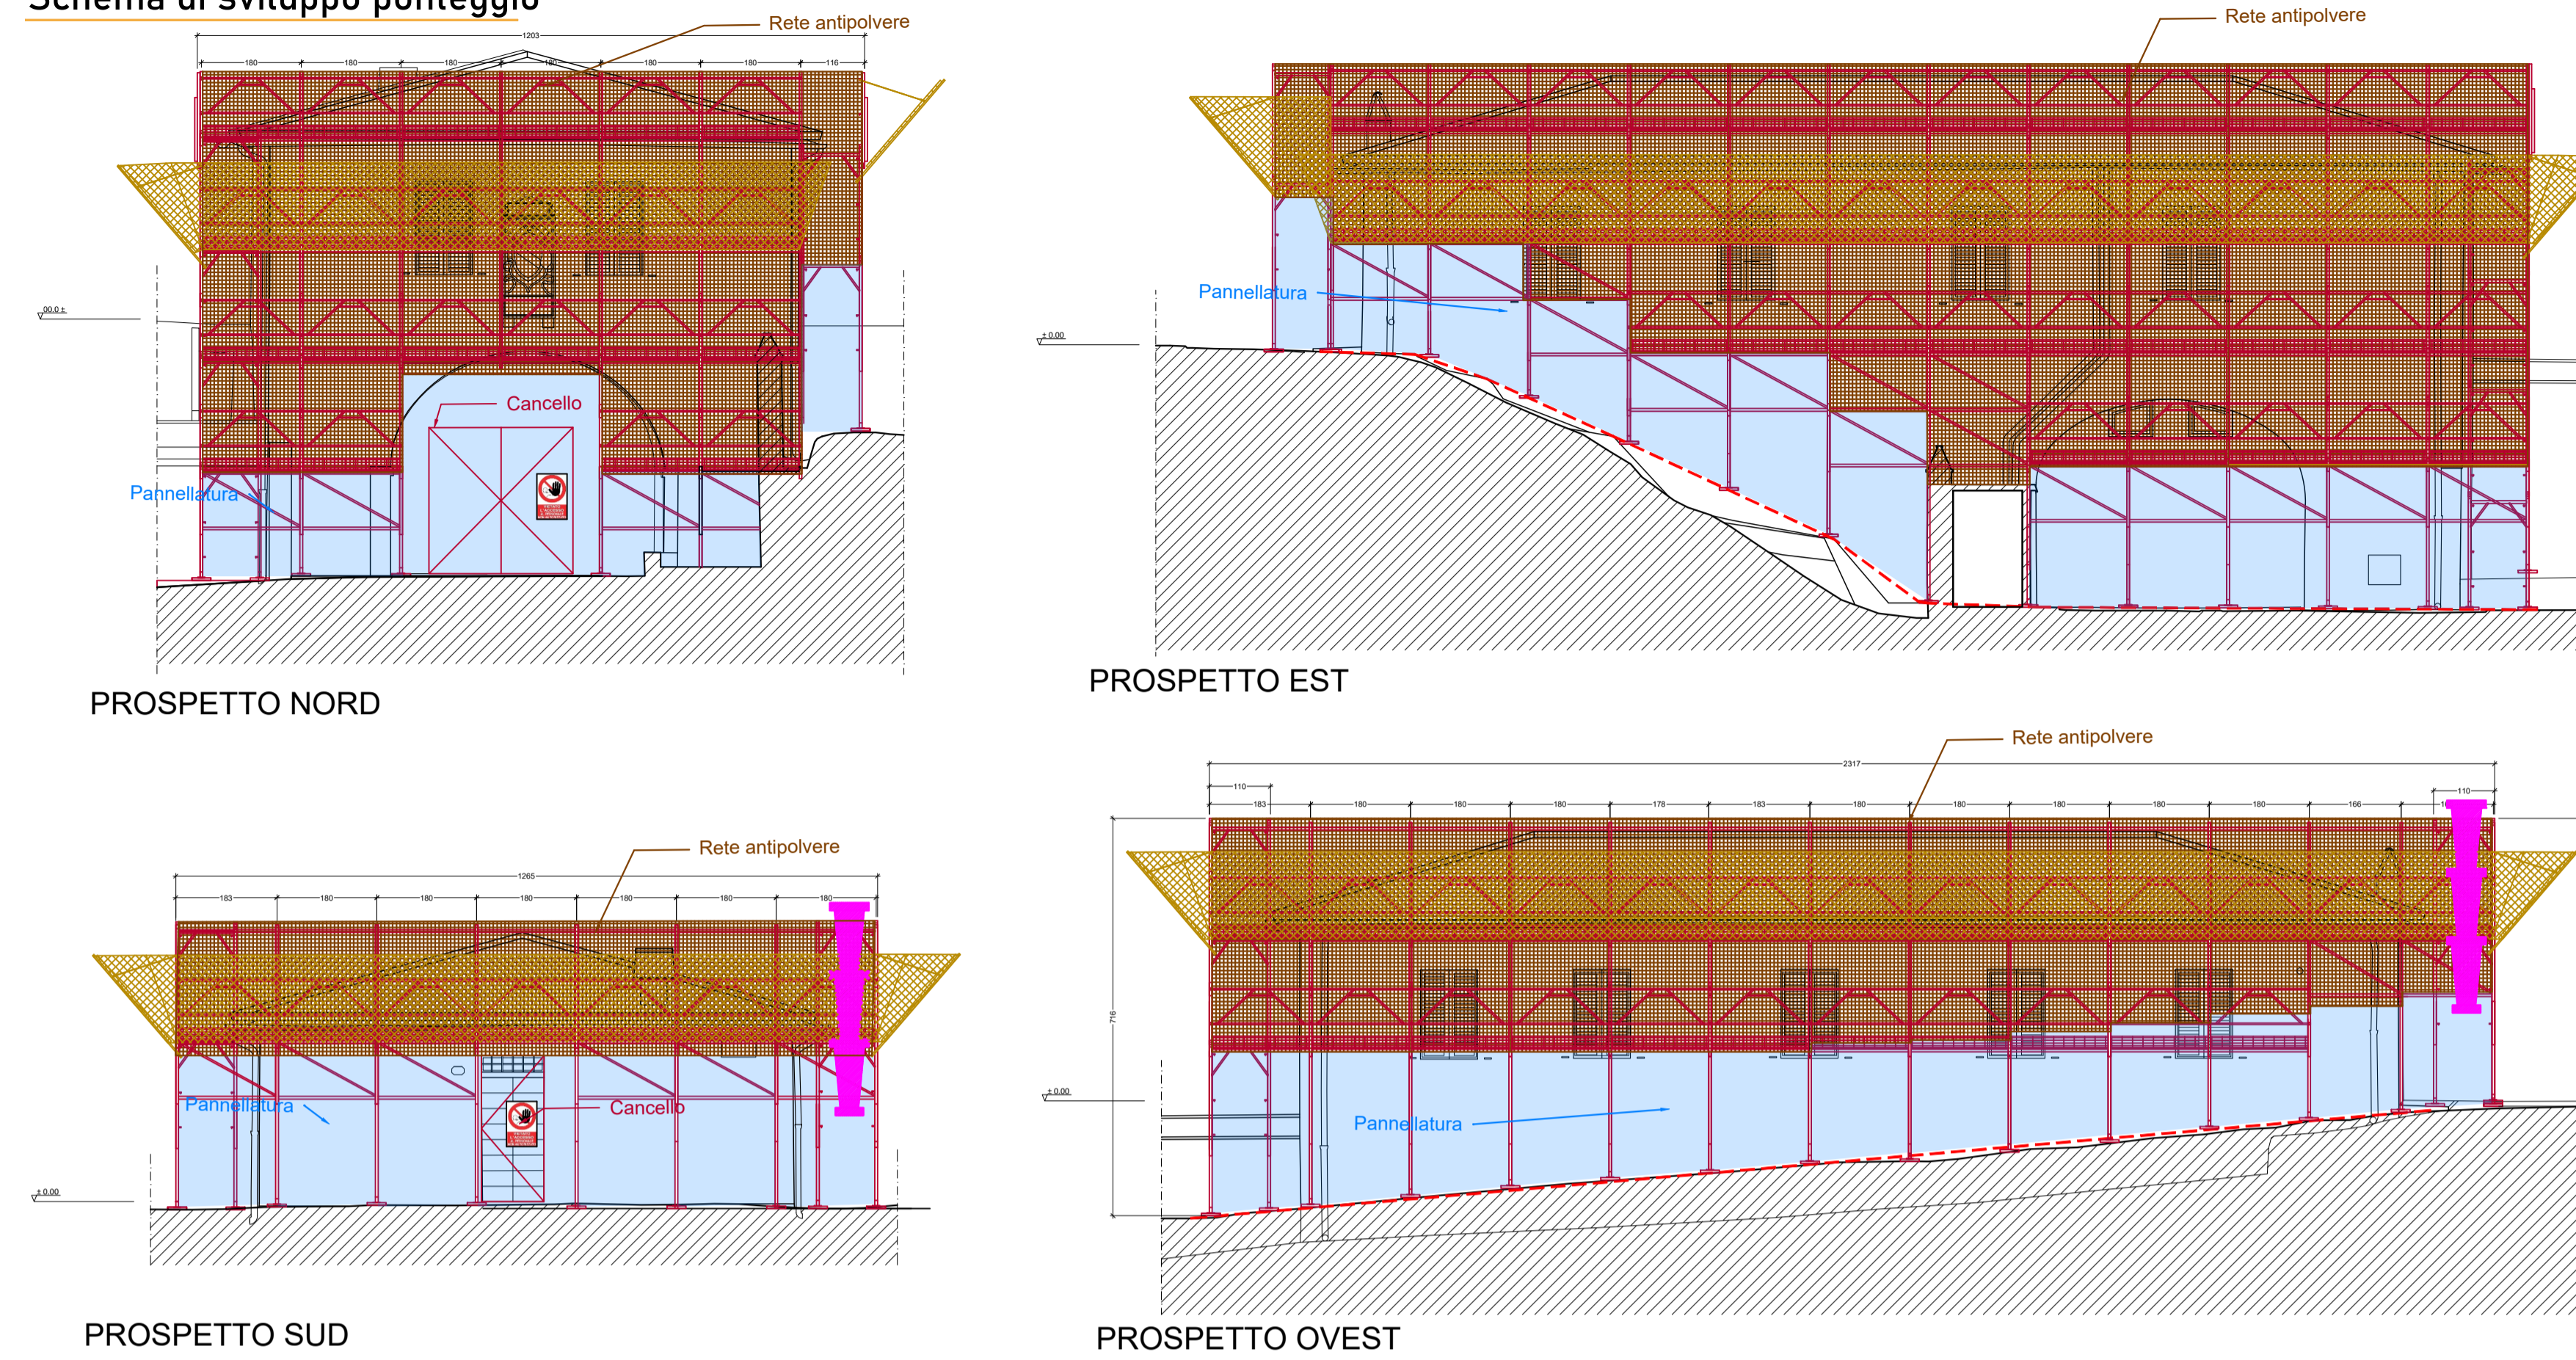 Schema di sviluppo ponteggio
Rete antipolvere
1203
180 180 180 180 180 180 116
00.0 ±
Cancello
Pannellatura
PROSPETTO NORD
Rete antipolvere
Pannellatura
± 0.00
PROSPETTO EST
Rete antipolvere
1265
183 180 180 180 180 180 180
Pannellatura
Cancello
± 0.00
PROSPETTO SUD
Rete antipolvere
2317
110
110
183 180 180 180 178 183 180 180 180 180 180 166
716
± 0.00
Pannellatura
PROSPETTO OVEST